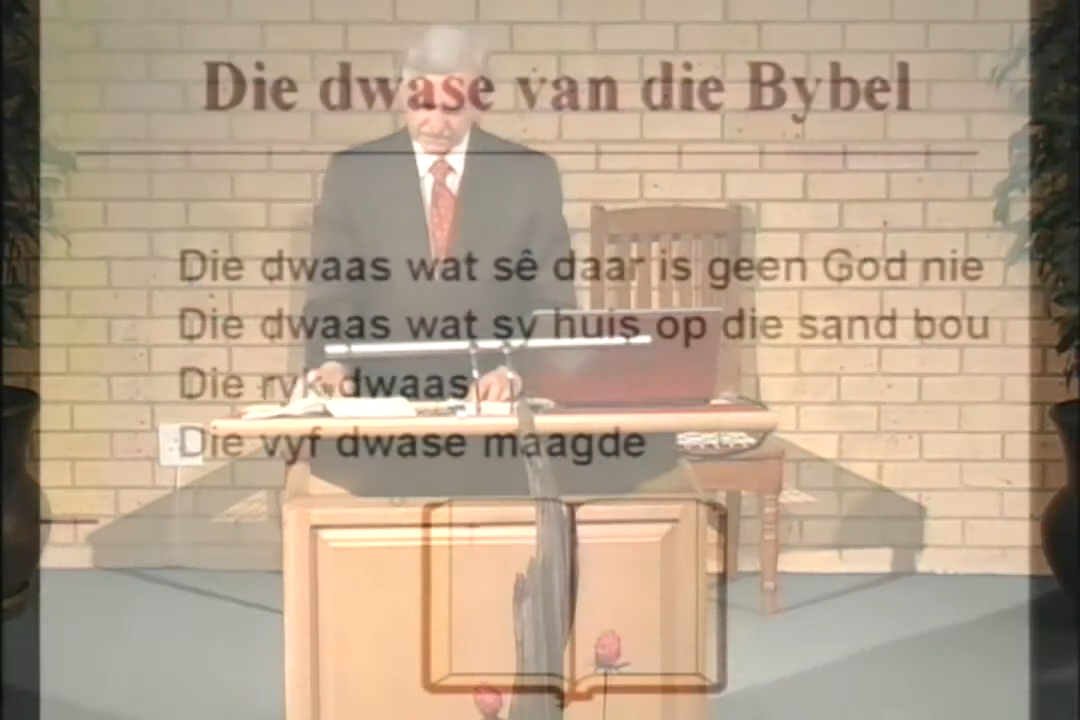 Die dwase van die Bybel
Die dwaas wat sê daar is geen God nie
Die dwaas wat sy huis op die sand bou
Die ryk dwaas
Die vyf dwase maagde